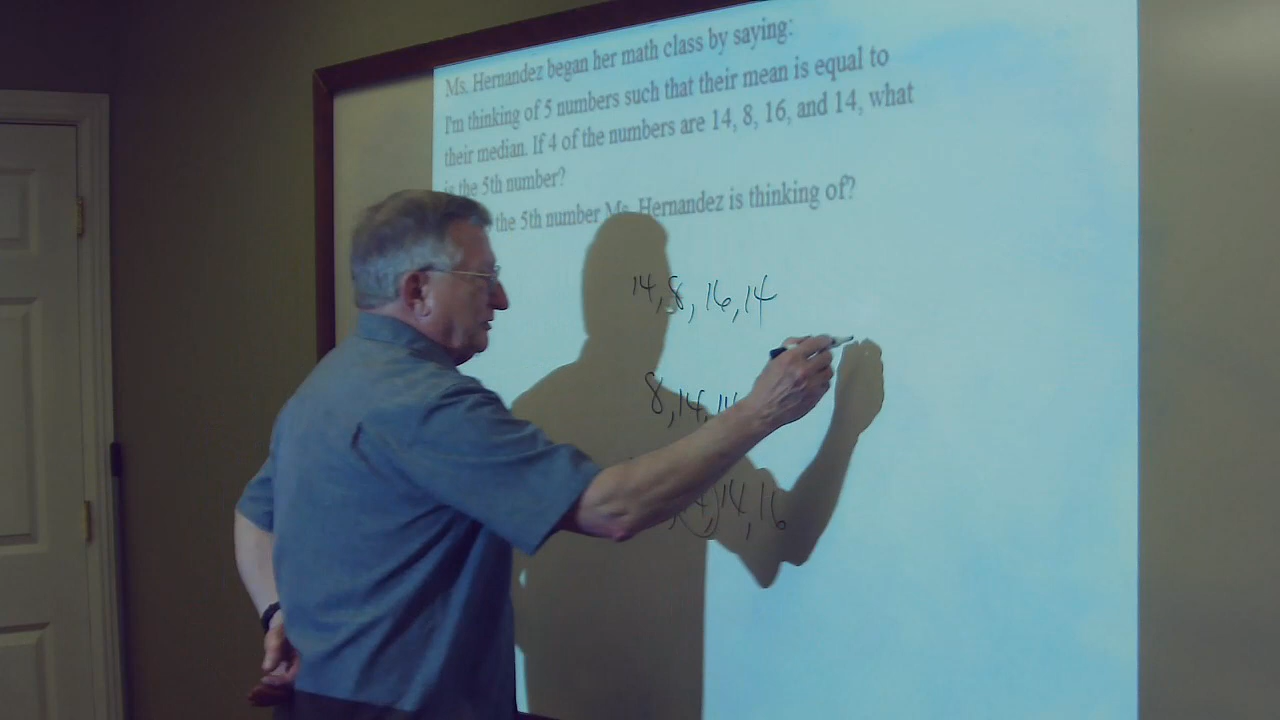 Ms. Hernandez began her math class by saying:
I'm thinking of 5 numbers such that their mean is equal to
their median. If 4 of the numbers are 14, 8, 16, and 14, what
is the 5th number?
the 5th number Ms. Hernandez is thinking of?
14, 8, 16, 14
8, 14,
14, 16